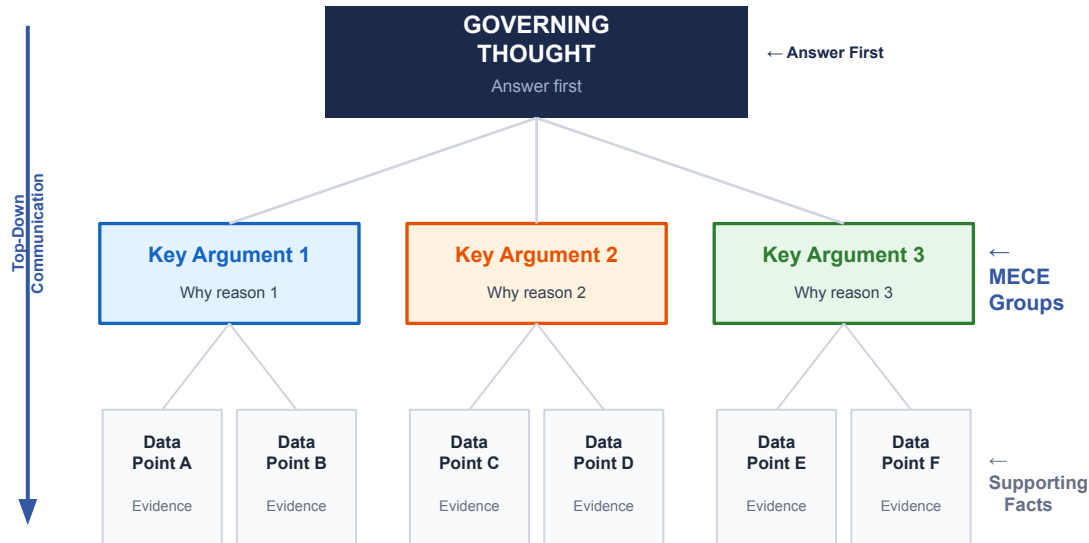 GOVERNING
THOUGHT
Answer first
← Answer First
Top-Down
Communication
Key Argument 1
Why reason 1
Key Argument 2
Why reason 2
Key Argument 3
Why reason 3
←
MECE
Groups
Data
Point A
Evidence
Data
Point B
Evidence
Data
Point C
Evidence
Data
Point D
Evidence
Data
Point E
Evidence
Data
Point F
Evidence
←
Supporting
Facts